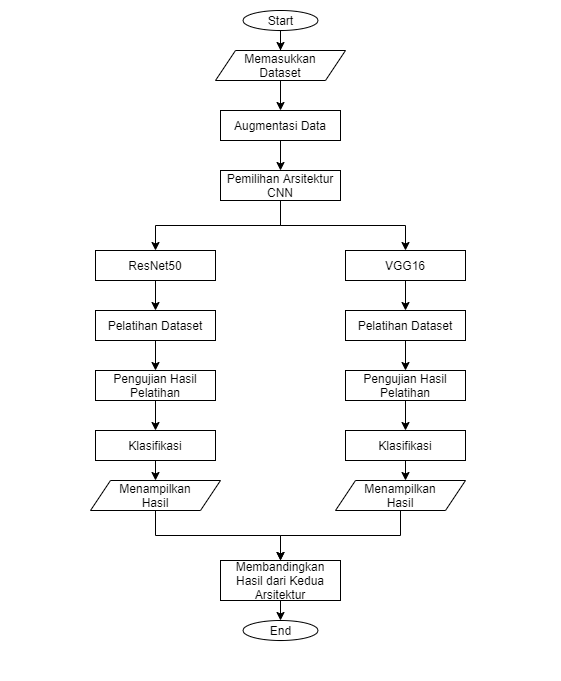 Start
Memasukkan
Dataset
Augmentasi Data
Pemilihan Arsitektur
CNN
ResNet50
Pelatihan Dataset
Pengujian Hasil
Pelatihan
Klasifikasi
Menampilkan
Hasil
VGG16
Pelatihan Dataset
Pengujian Hasil
Pelatihan
Klasifikasi
Menampilkan
Hasil
Membandingkan
Hasil dari Kedua
Arsitektur
End